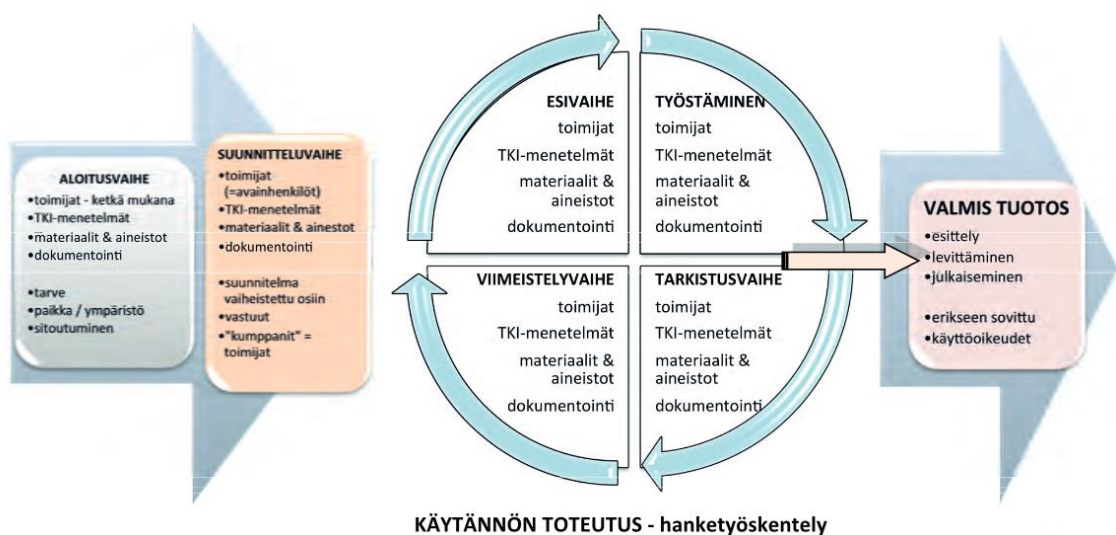 ALOITUSVAIHE
•toimijat - ketkä mukana
•TKI-menetelmät
•materiaalit & aineistot
•dokumentointi
•tarve
•paikka / ympäristö
•sitoutuminen
SUUNNITTELUVAIHE
•toimijat
(=avainhenkilöt)
•TKI-menetelmät
•materiaalit & ainestot
•dokumentointi
•suunnitelma
vaiheistettu osiin
•vastuut
•"kumppanit" =
toimijat
ESIVAIHE
toimijat
TKI-menetelmät
materiaalit &
aineistot
dokumentointi
TYÖSTÄMINEN
toimijat
TKI-menetelmät
materiaalit &
aineistot
dokumentointi
VIIMEISTELYVAIHE
toimijat
TKI-menetelmät
materiaalit &
aineistot
dokumentointi
TARKISTUSVAIHE
toimijat
TKI-menetelmät
materiaalit &
aineistot
dokumentointi
VALMIS TUOTOS
•esittely
•levittäminen
•julkaiseminen
•erikseen sovittu
•käyttöoikeudet
KÄYTÄNNÖN TOTEUTUS - hanketyöskentely